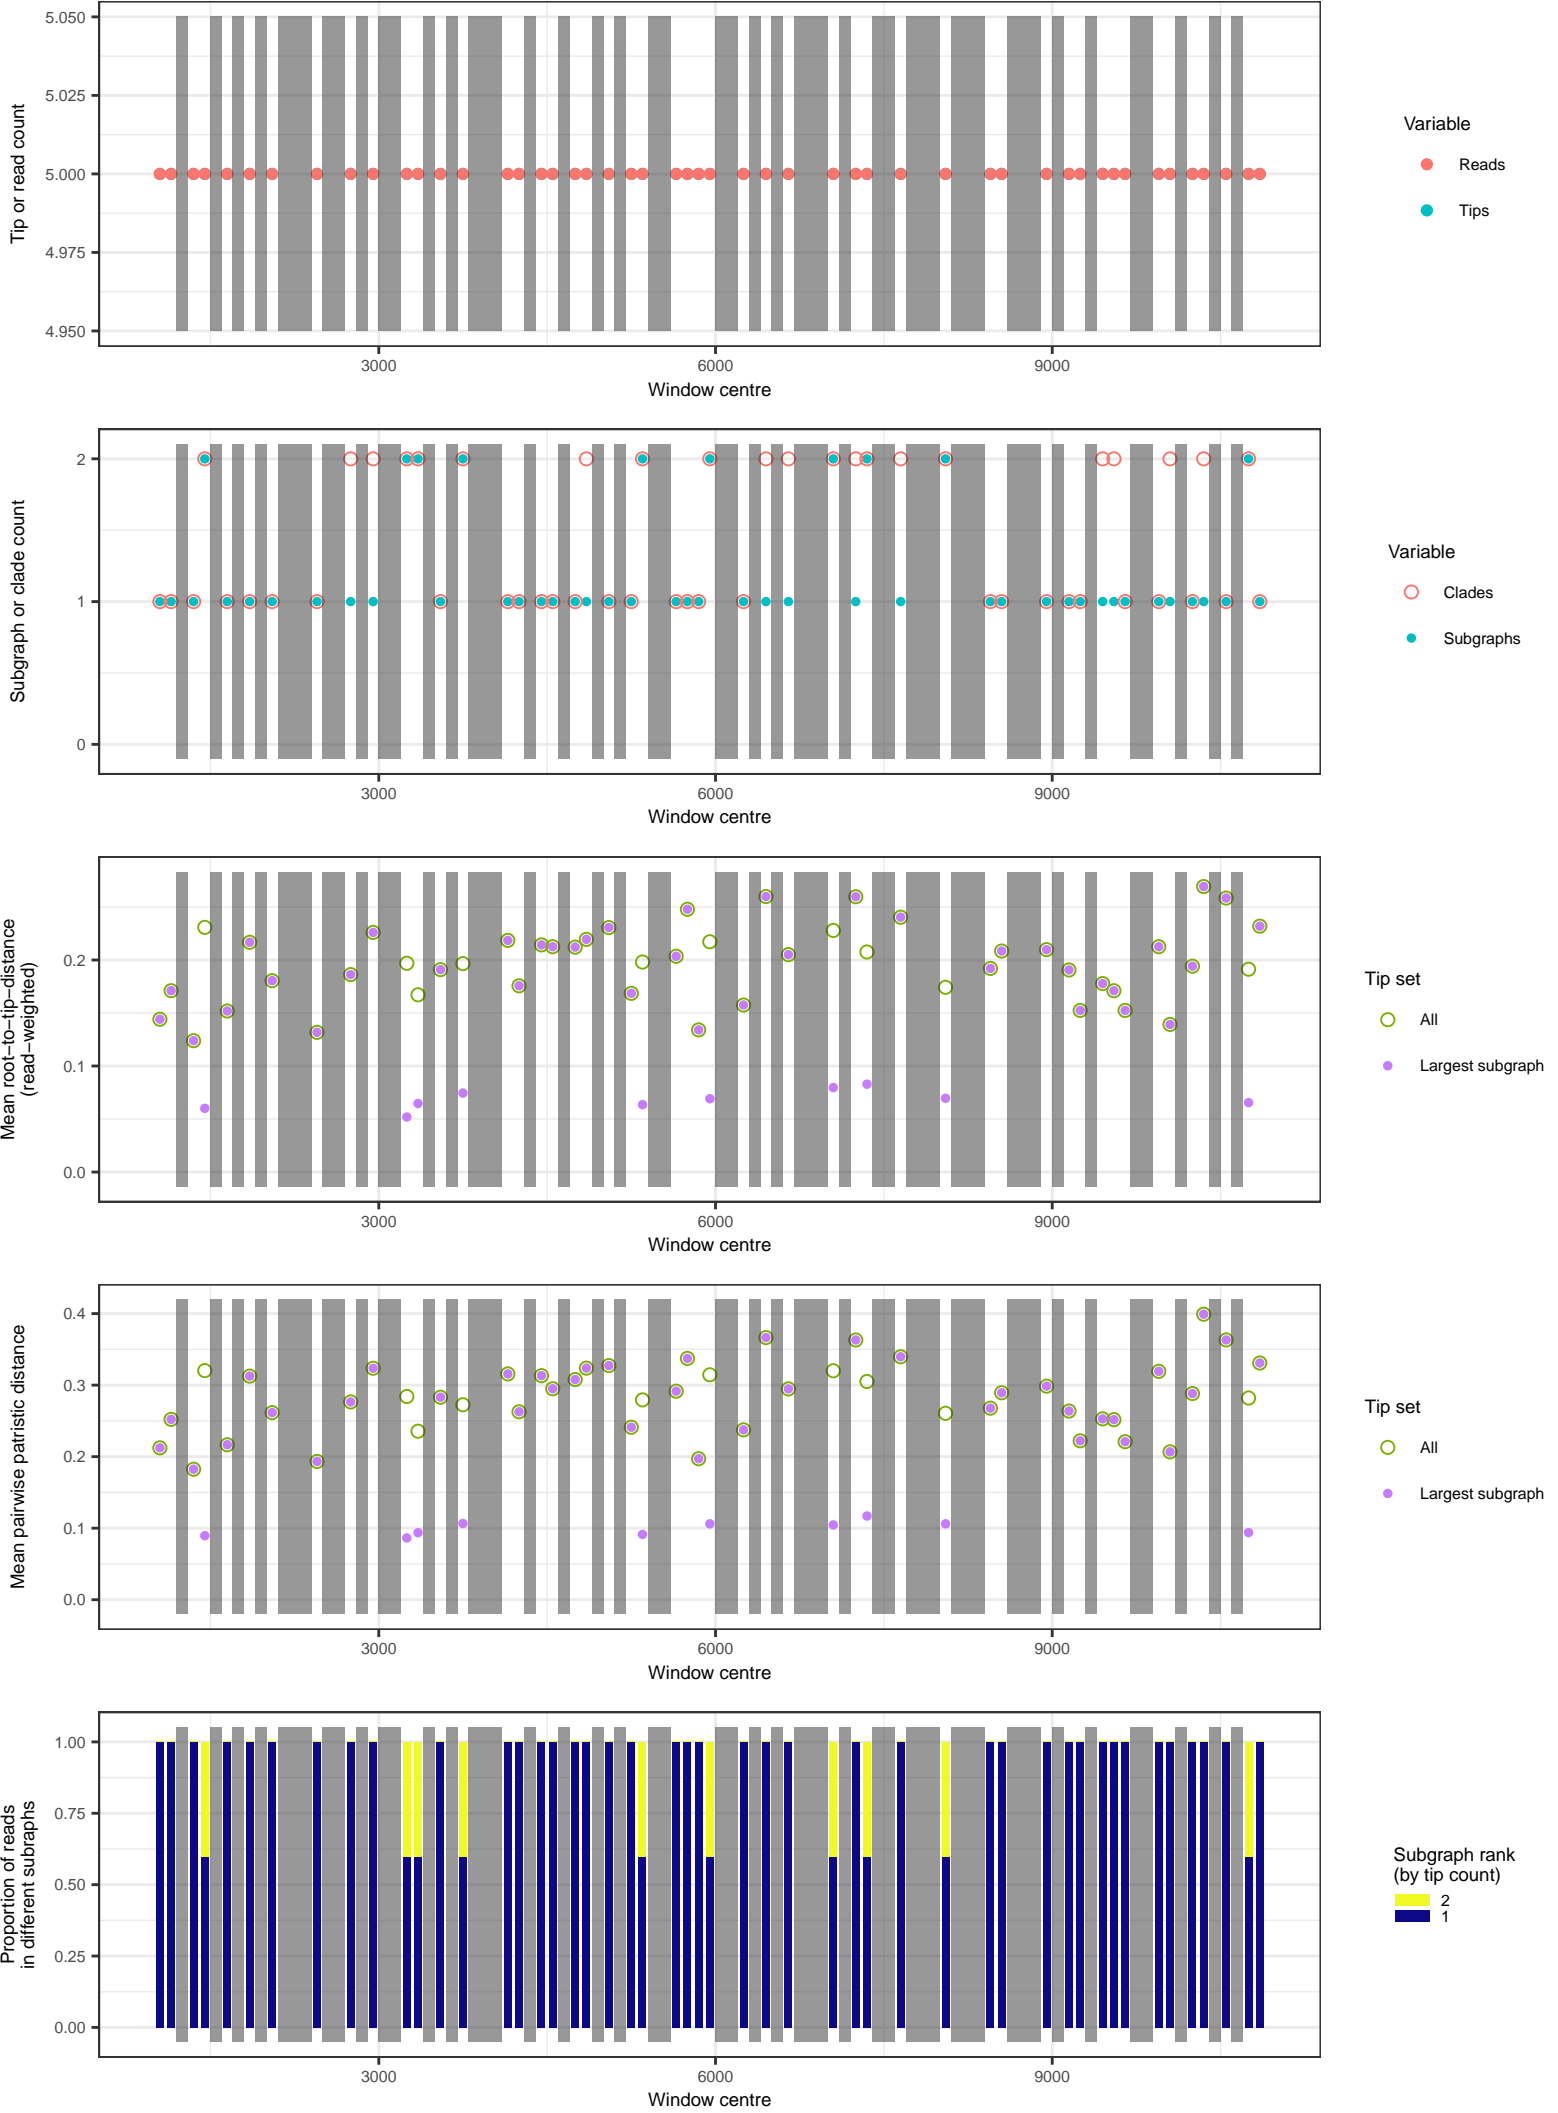 5.050
5.025
5.000
4.975
4.950
Tip or read count
3000
6000
9000
Window centre
Variable
Reads
Tips
2
1
0
Subgraph or clade count
3000
6000
9000
Window centre
Variable
Clades
Subgraphs
0.2
0.1
0.0
Mean root−to−tip−distance
(read−weighted)
3000
6000
9000
Window centre
Tip set
All
Largest subgraph
0.4
0.3
0.2
0.1
0.0
Mean pairwise patristic distance
3000
6000
9000
Window centre
Tip set
All
Largest subgraph
1.00
0.75
0.50
0.25
0.00
Proportion of reads
in different subraphs
3000
6000
9000
Window centre
Subgraph rank
(by tip count)
2
1